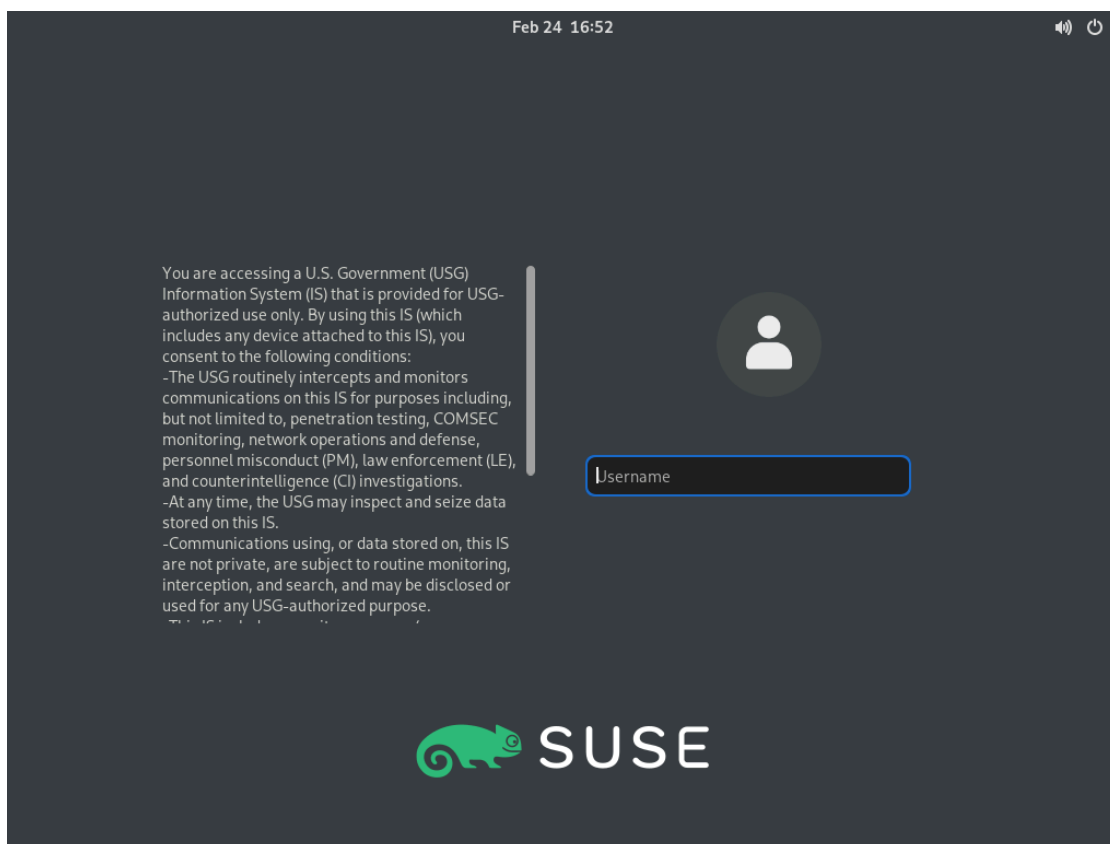 Feb 24 16:52
You are accessing a U.S. Government (USG)
Information System (IS) that is provided for USG-
authorized use only. By using this IS (which
includes any device attached to this IS), you
consent to the following conditions:
-The USG routinely intercepts and monitors
communications on this IS for purposes including,
but not limited to, penetration testing, COMSEC
monitoring, network operations and defense,
personnel misconduct (PM), law enforcement (LE),
and counterintelligence (CI) investigations.
-At any time, the USG may inspect and seize data
stored on this IS.
-Communications using, or data stored on, this IS
are not private, are subject to routine monitoring,
interception, and search, and may be disclosed or
used for any USG-authorized purpose.
Username
SUSE